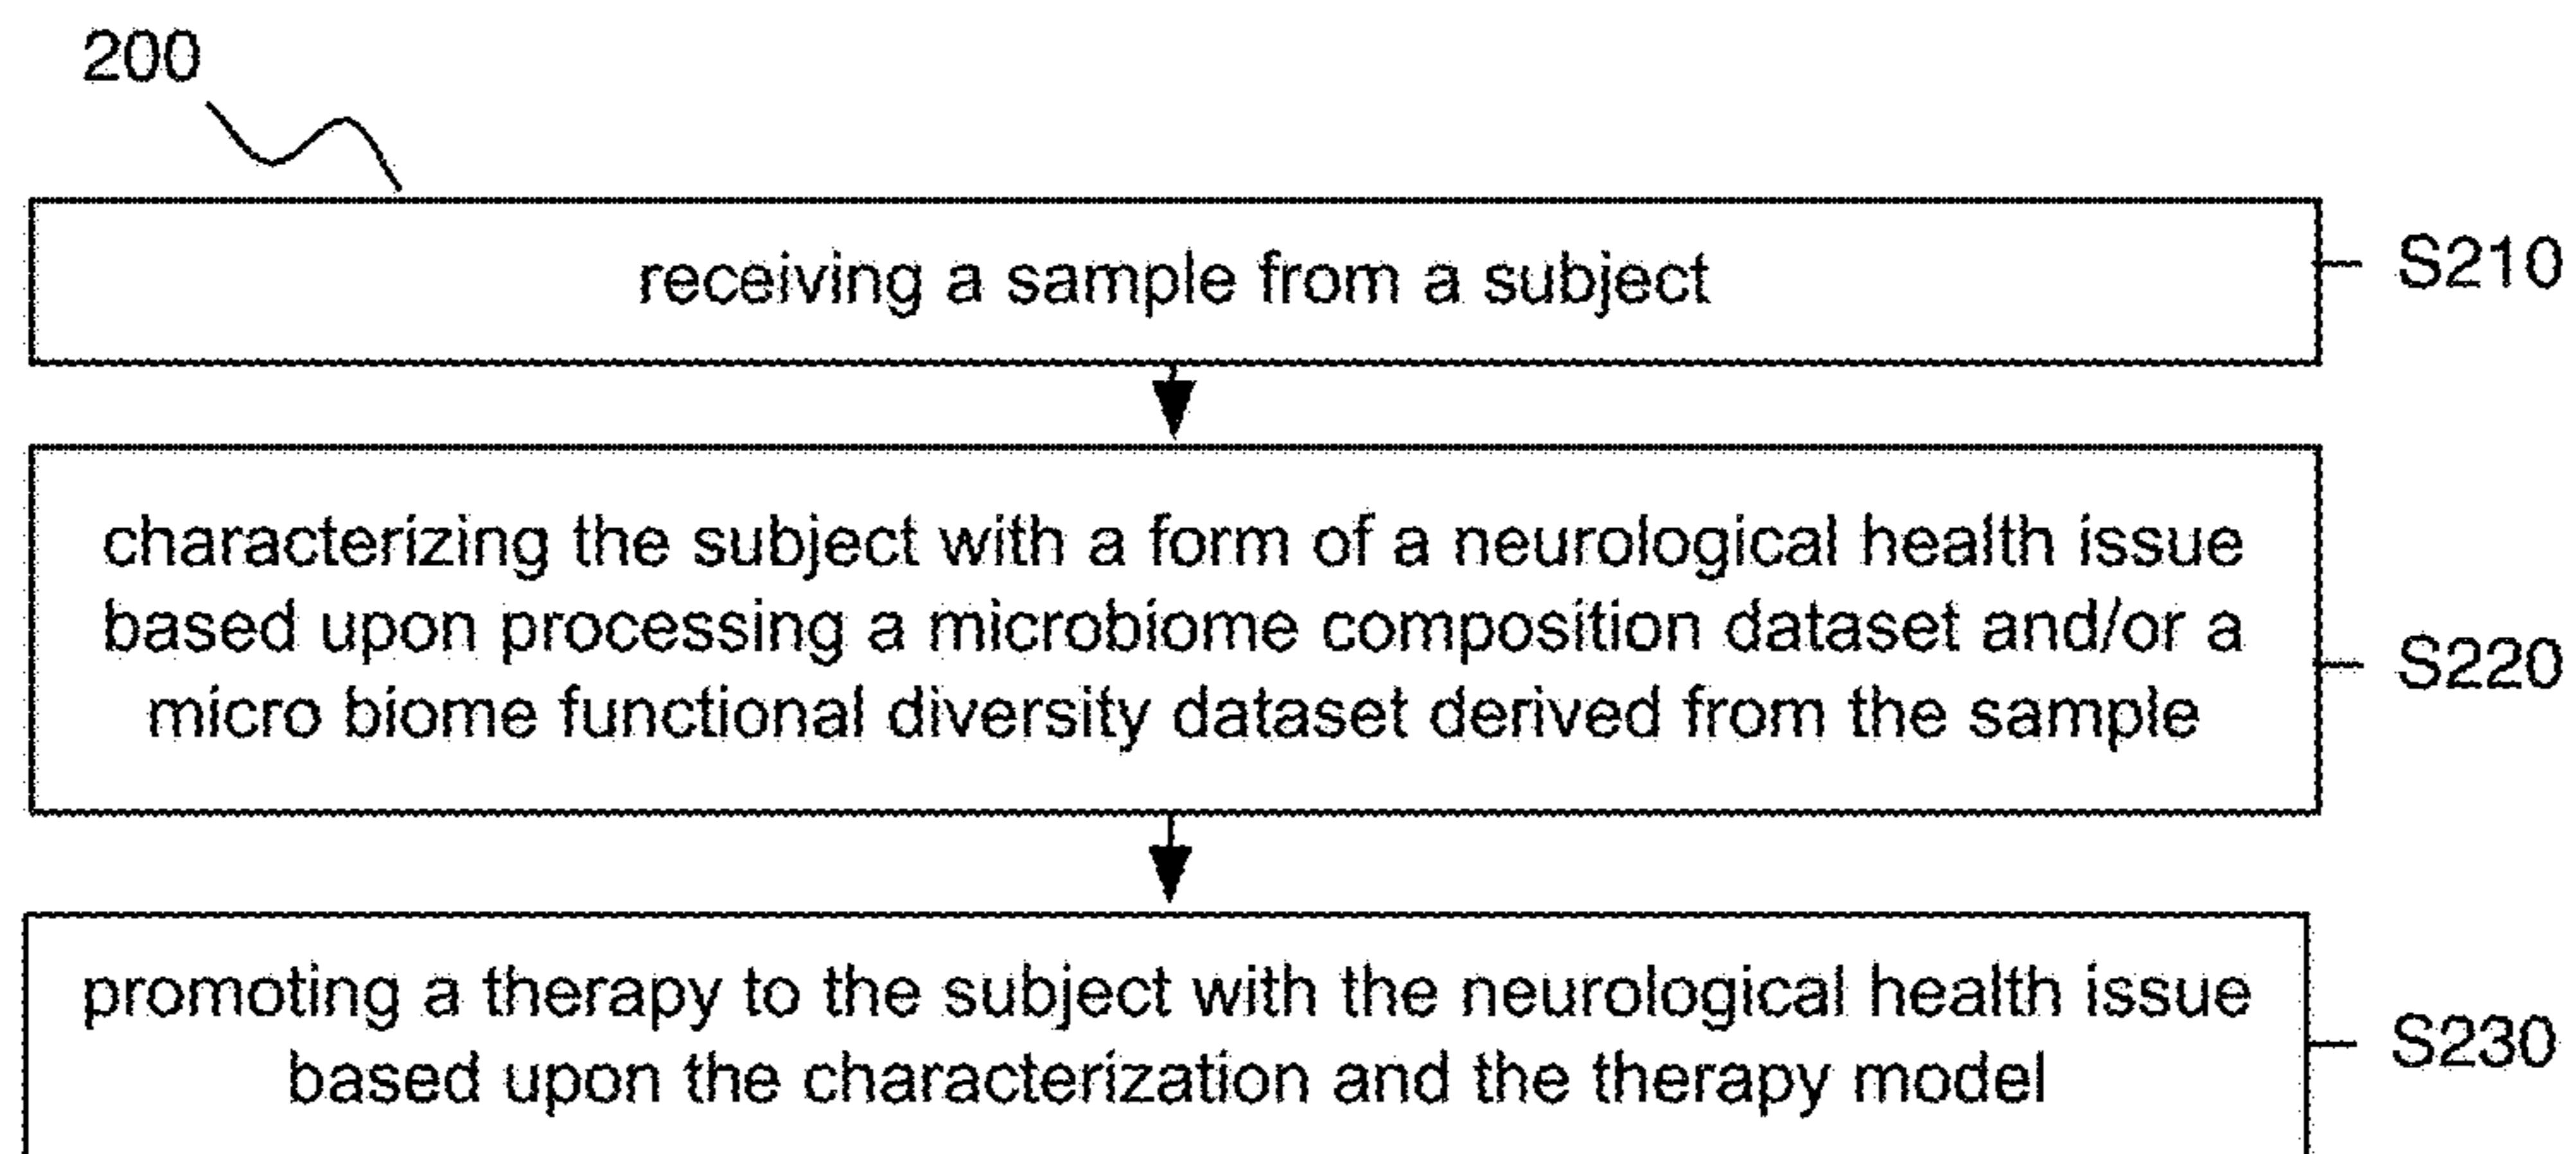 200
receiving a sample from a subject
S210
characterizing the subject with a form of a neurological health issue
based upon processing a microbiome composition dataset and/or a
micro biome functional diversity dataset derived from the sample
S220
promoting a therapy to the subject with the neurological health issue
based upon the characterization and the therapy model
S230